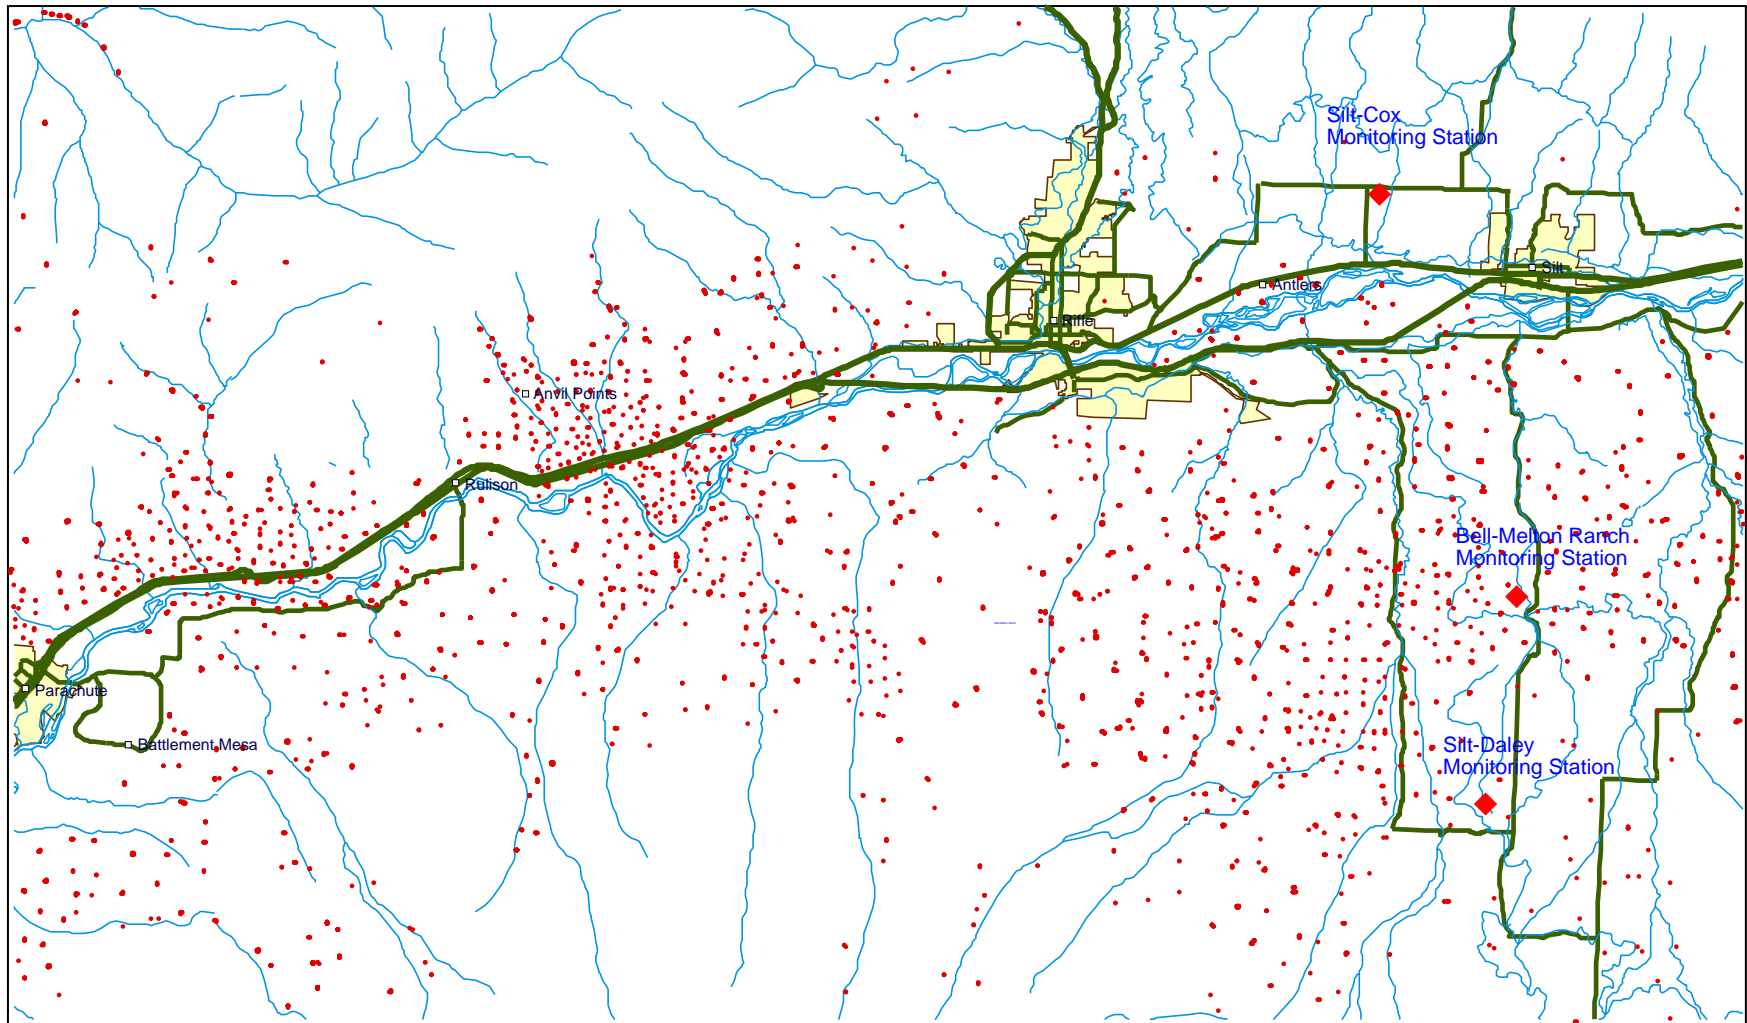 Silt-Cox
Monitoring Station
Silt
Antlers
Rifle
Anvil Points
Rulison
Bell-Melton Ranch
Monitoring Station
Parachute
Battlement Mesa
Silt-Daley
Monitoring Station